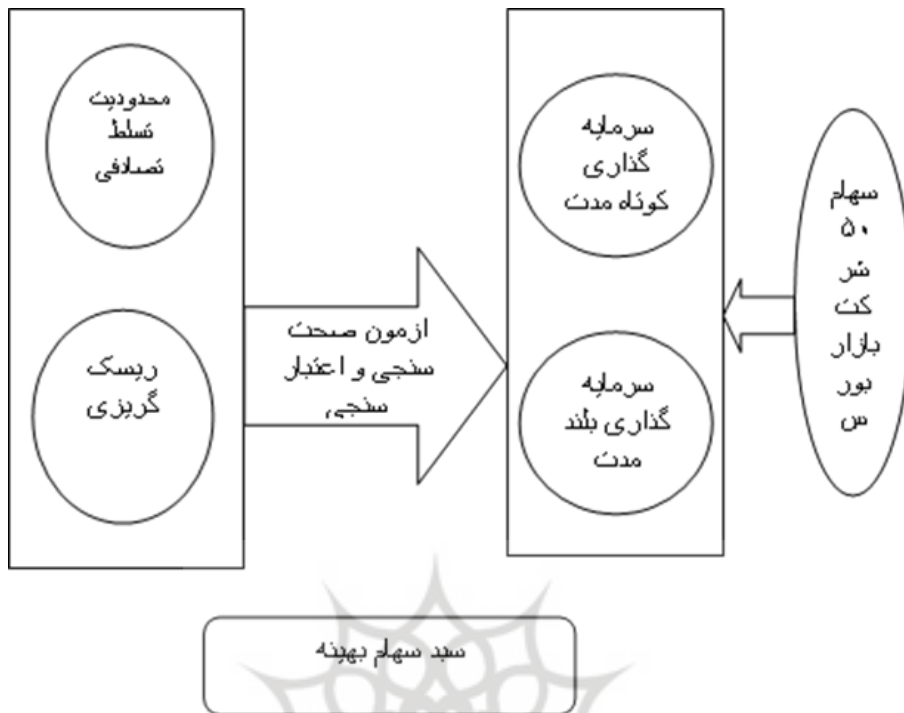 محدودیت
تسلط
تصادفی
ریسک
گریزی
ازمون صحت
سنجی و اعتبار
سنجی
سرمایه
گذاری
کوتاه مدت
سرمایه
گذاری بلند
مدت
سهام
۵۰
شر
کت
بازار
بور
س
سبد سهام بهینه